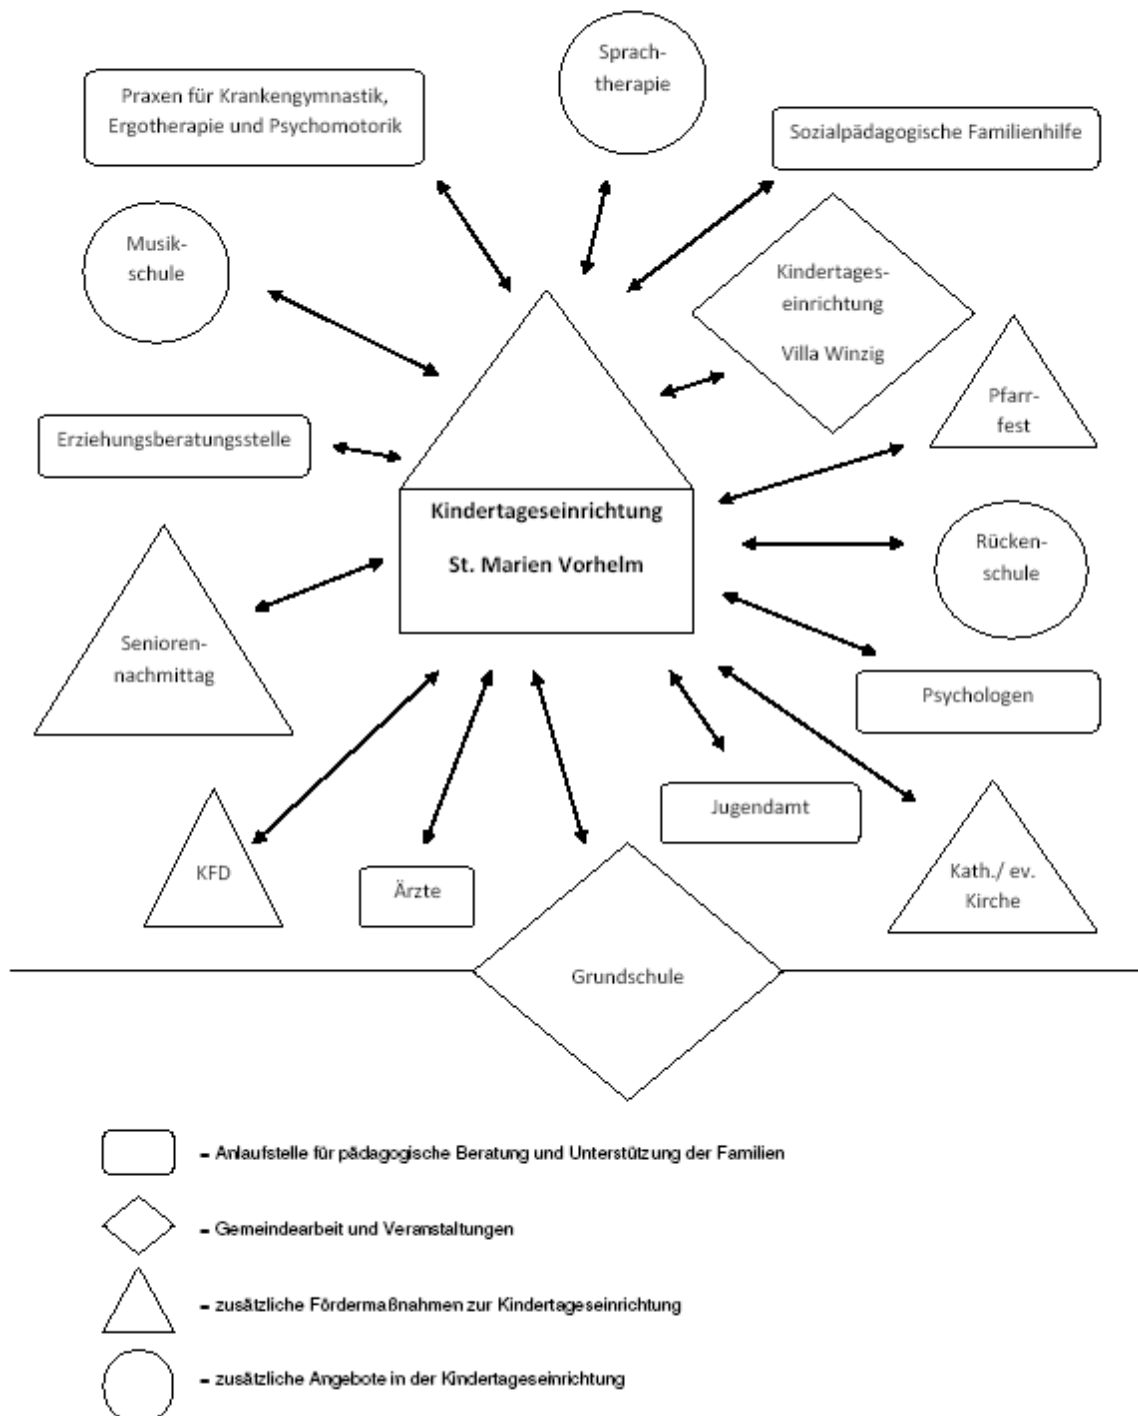 Sprach-
therapie
Praxen für Krankengymnastik,
Ergotherapie und Psychomotorik
Sozialpädagogische Familienhilfe
Musik-
schule
Kindertages-
einrichtung
Villa Winzig
Pfarr-
fest
Erziehungsberatungsstelle
Kindertageseinrichtung
St. Marien Vorhelm
Rücken-
schule
Senioren-
nachmittag
Psychologen
Jugendamt
KFD
Ärzte
Kath./ ev.
Kirche
Grundschule
= Anlaufstelle für pädagogische Beratung und Unterstützung der Familien
= Gemeindearbeit und Veranstaltungen
= zusätzliche Fördermaßnahmen zur Kindertageseinrichtung
= zusätzliche Angebote in der Kindertageseinrichtung